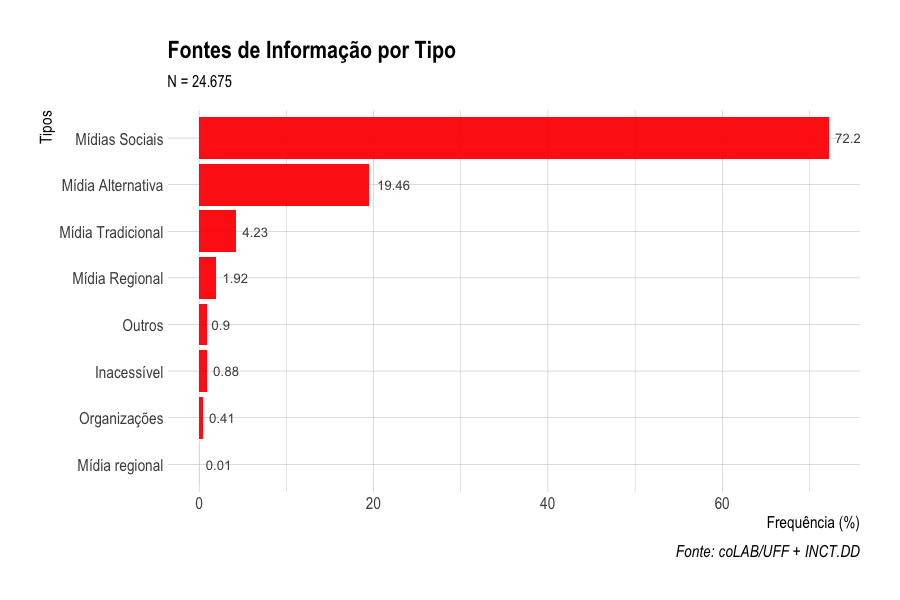 Fontes de Informação por Tipo
N = 24.675
Tipos
Mídias Sociais 72.2
Mídia Alternativa 19.46
Mídia Tradicional 4.23
Mídia Regional 1.92
Outros 0.9
Inacessível 0.88
Organizações 0.41
Mídia regional 0.01
0 20 40 60
Frequência (%)
Fonte: coLAB/UFF + INCT.DD